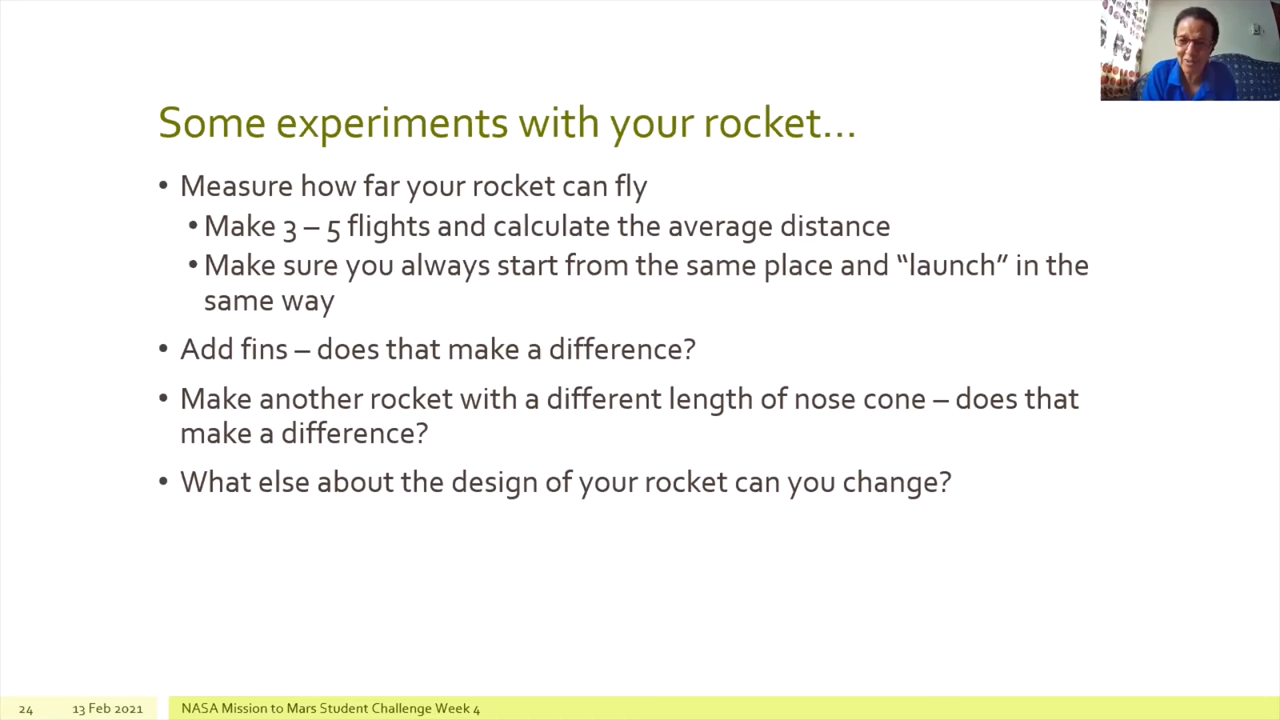 Some experiments with your rocket...
• Measure how far your rocket can fly
• Make 3 – 5 flights and calculate the average distance
• Make sure you always start from the same place and “launch” in the
same way
• Add fins – does that make a difference?
• Make another rocket with a different length of nose cone – does that
make a difference?
• What else about the design of your rocket can you change?
24 13 Feb 2021 NASA Mission to Mars Student Challenge Week 4